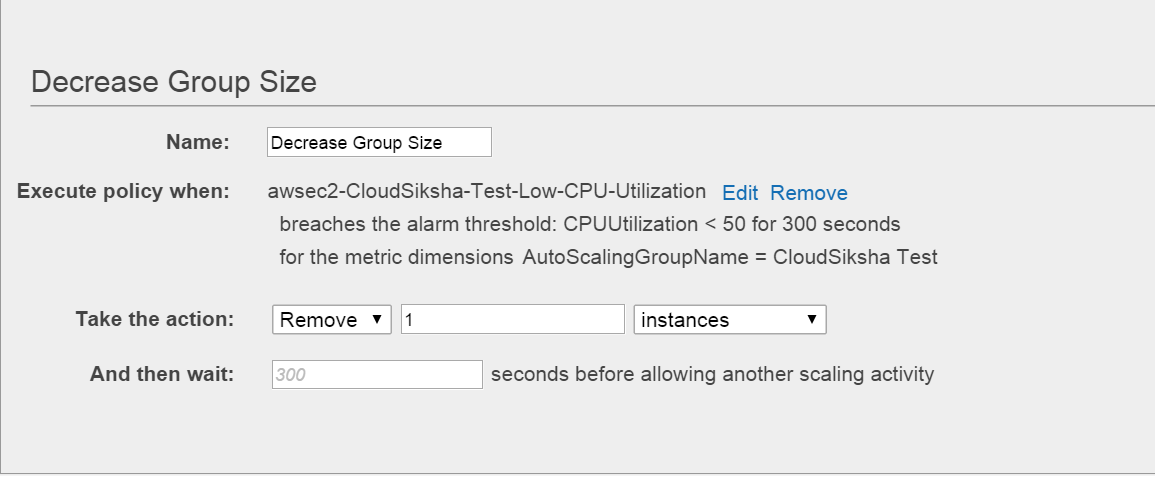 Decrease Group Size
Name: Decrease Group Size
Execute policy when: awsec2-CloudSiksha-Test-Low-CPU-Utilization Edit Remove
breaches the alarm threshold: CPUUtilization < 50 for 300 seconds
for the metric dimensions AutoScalingGroupName = CloudSiksha Test
Take the action: Remove 1 instances
And then wait: 300 seconds before allowing another scaling activity